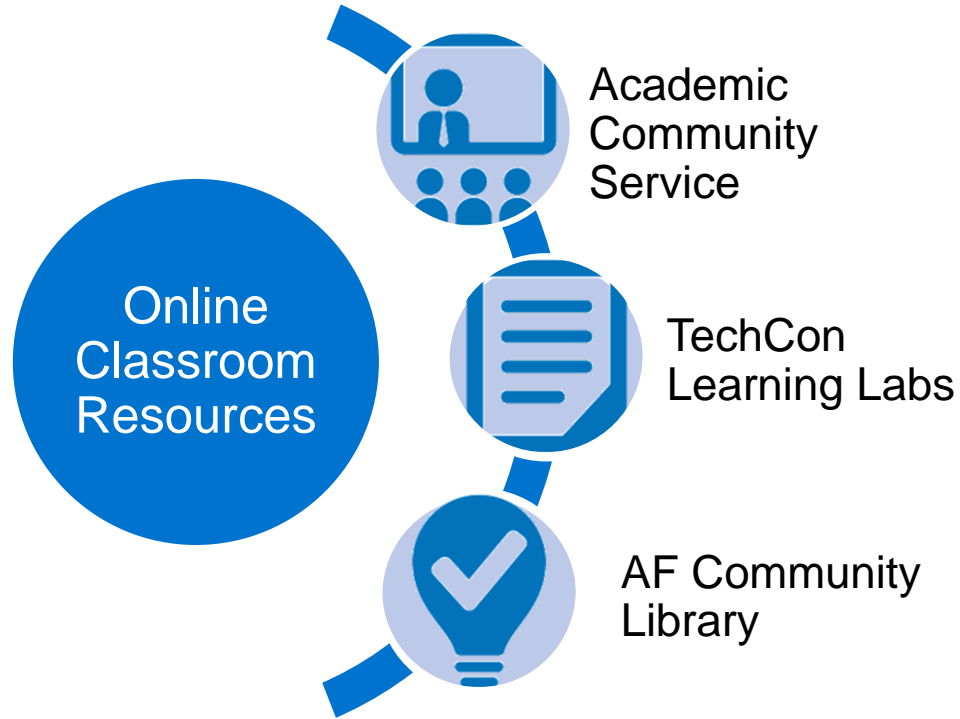 Online
Classroom
Resources
Academic
Community
Service
TechCon
Learning Labs
AF Community
Library